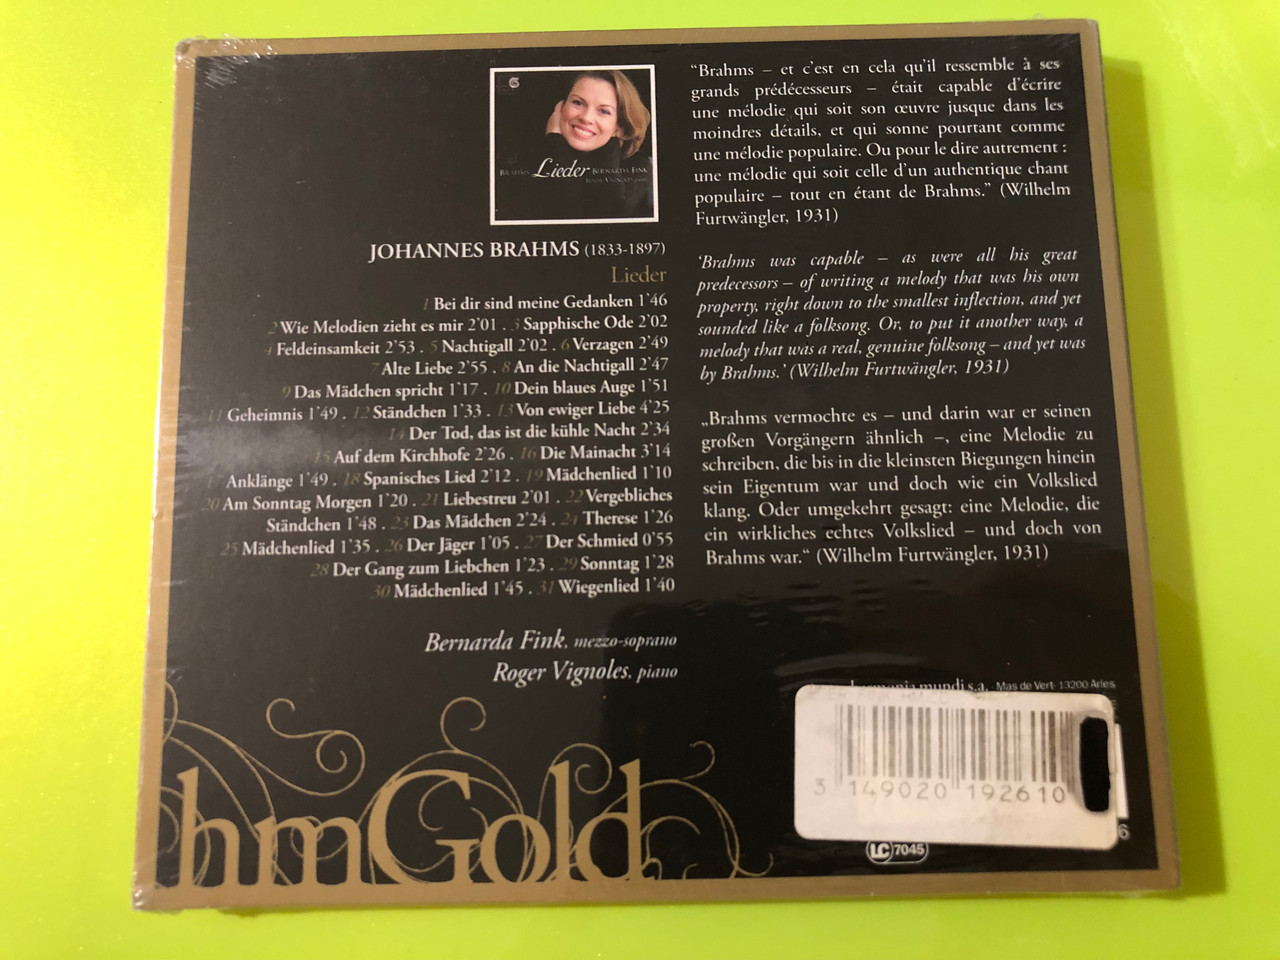 BRAHMS Lieder BERNARDA FINK
ROGER VIGNOLES piano
JOHANNES BRAHMS (1833-1897)
Lieder
1 Bei dir sind meine Gedanken 1'46
2 Wie Melodien zieht es mir 2'01 . 3 Sapphische Ode 2'02
4 Feldeinsamkeit 2'53 . 5 Nachtigall 2'02 . 6 Verzagen 2'49
7 Alte Liebe 2'55 . 8 An die Nachtigall 2'47
9 Das Mädchen spricht 1'17 . 10 Dein blaues Auge 1'51
11 Geheimnis 1'49 . 12 Ständchen 1'33 . 13 Von ewiger Liebe 4'25
14 Der Tod, das ist die kühle Nacht 2'34
15 Auf dem Kirchhofe 2'26 . 16 Die Mainacht 3'14
17 Anklänge 1'49 . 18 Spanisches Lied 2'12 . 19 Mädchenlied 1'10
20 Am Sonntag Morgen 1'20 . 21 Liebestreu 2'01 . 22 Vergebliches
Ständchen 1'48 . 23 Das Mädchen 2'24 . 24 Therese 1'26
25 Mädchenlied 1'35 . 26 Der Jäger 1'05 . 27 Der Schmied 0'55
28 Der Gang zum Liebchen 1'23 . 29 Sonntag 1'28
30 Mädchenlied 1'45 . 31 Wiegenlied 1'40
Bernarda Fink, mezzo-soprano
Roger Vignoles, piano
hmGold
"Brahms – et c'est en cela qu'il ressemble à ses
grands prédécesseurs – était capable d'écrire
une mélodie qui soit son œuvre jusque dans les
moindres détails, et qui sonne pourtant comme
une mélodie populaire. Ou pour le dire autrement :
une mélodie qui soit celle d'un authentique chant
populaire – tout en étant de Brahms." (Wilhelm
Furtwängler, 1931)
'Brahms was capable – as were all his great
predecessors – of writing a melody that was his own
property, right down to the smallest inflection, and yet
sounded like a folksong. Or, to put it another way, a
melody that was a real, genuine folksong – and yet was
by Brahms.' (Wilhelm Furtwängler, 1931)
„Brahms vermochte es – und darin war er seinen
großen Vorgängern ähnlich –, eine Melodie zu
schreiben, die bis in die kleinsten Biegungen hinein
sein Eigentum war und doch wie ein Volkslied
klang. Oder umgekehrt gesagt: eine Melodie, die
ein wirkliches echtes Volkslied – und doch von
Brahms war.“ (Wilhelm Furtwängler, 1931)
harmonia mundi s.a. Mas de Vert- 13200 Arles
3 149020 192610
6
LC 7045